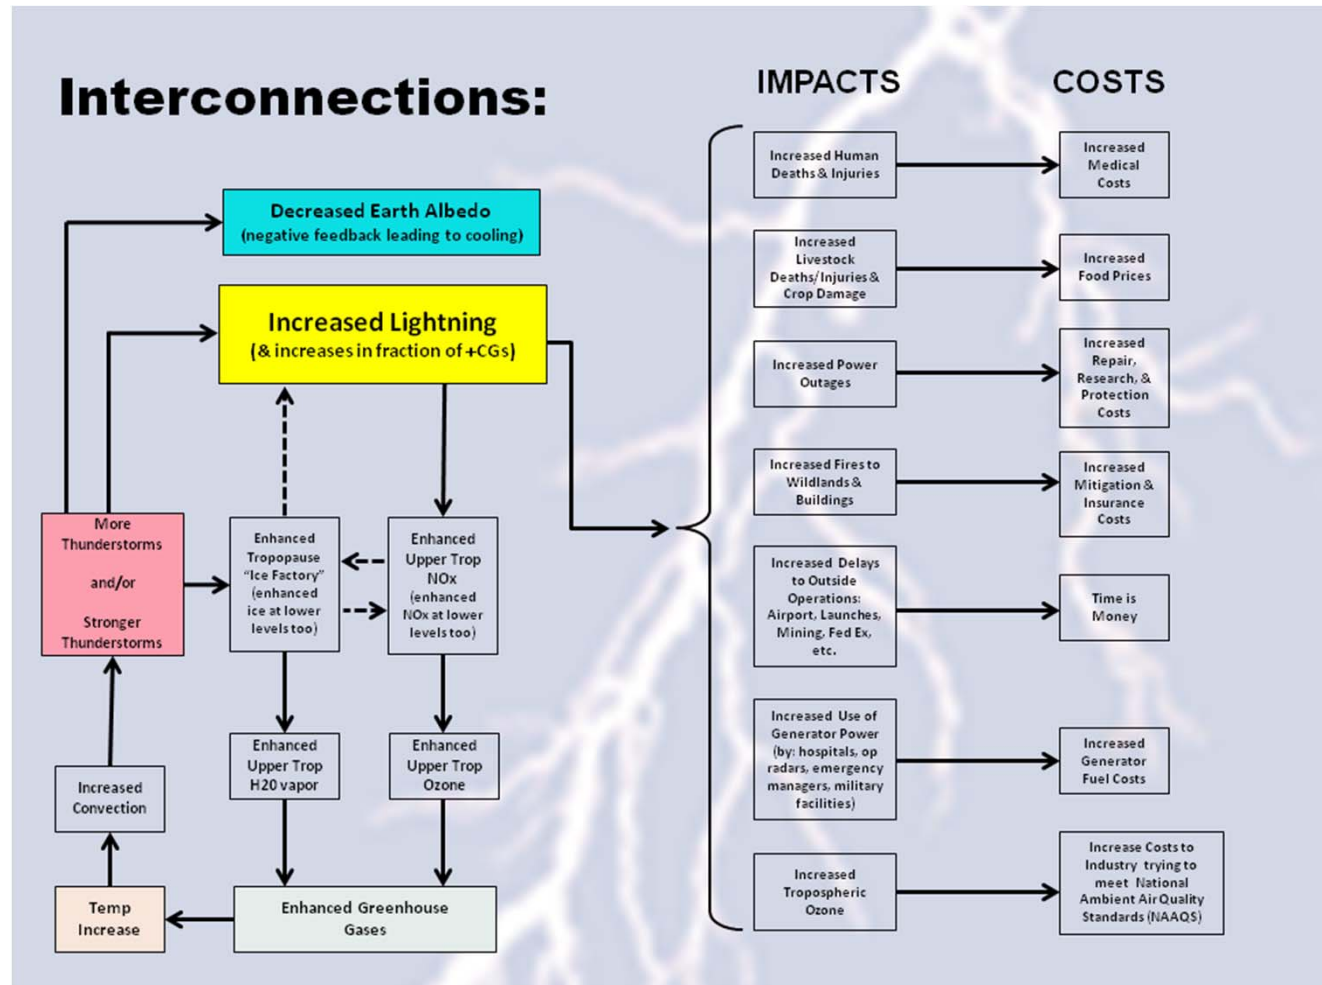 Interconnections:
Decreased Earth Albedo
(negative feedback leading to cooling)
Increased Lightning
(& increases in fraction of +CGs)
More
Thunderstorms
and/or
Stronger
Thunderstorms
Enhanced
Tropopause
"Ice Factory"
(enhanced
ice at lower
levels too)
Enhanced
Upper Trop
NOx
(enhanced
NOx at lower
levels too)
Enhanced
Upper Trop
H20 vapor
Enhanced
Upper Trop
Ozone
Increased
Convection
Temp
Increase
Enhanced Greenhouse
Gases
IMPACTS
COSTS
Increased Human
Deaths & Injuries
Increased
Medical
Costs
Increased
Livestock
Deaths/Injuries &
Crop Damage
Increased
Food Prices
Increased Power
Outages
Increased
Repair,
Research, &
Protection
Costs
Increased Fires to
Wildlands &
Buildings
Increased
Mitigation &
Insurance
Costs
Increased Delays
to Outside
Operations:
Airport, Launches,
Mining, Fed Ex,
etc.
Time is
Money
Increased Use of
Generator Power
(by: hospitals, op
radars, emergency
managers, military
facilities)
Increased
Generator
Fuel Costs
Increased
Tropospheric
Ozone
Increase Costs to
Industry trying to
meet National
Ambient Air Quality
Standards (NAAQS)